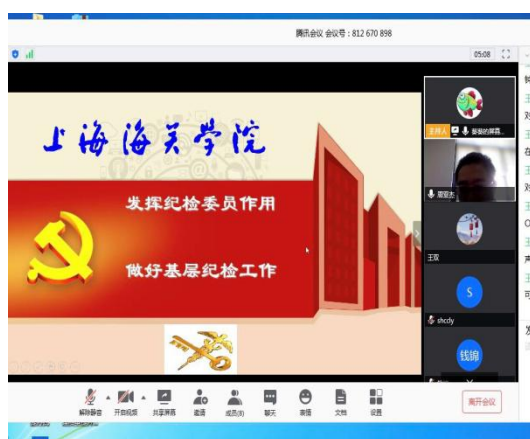 腾讯会议 会议号：812 670 898
05:08
上海海关学院
发挥纪检委员作用
做好基层纪检工作
主持人
王双
S
shcdy
钱锦
解除静音
开启视频
共享屏幕
邀请
成员(8)
聊天
表情
文档
设置
离开会议